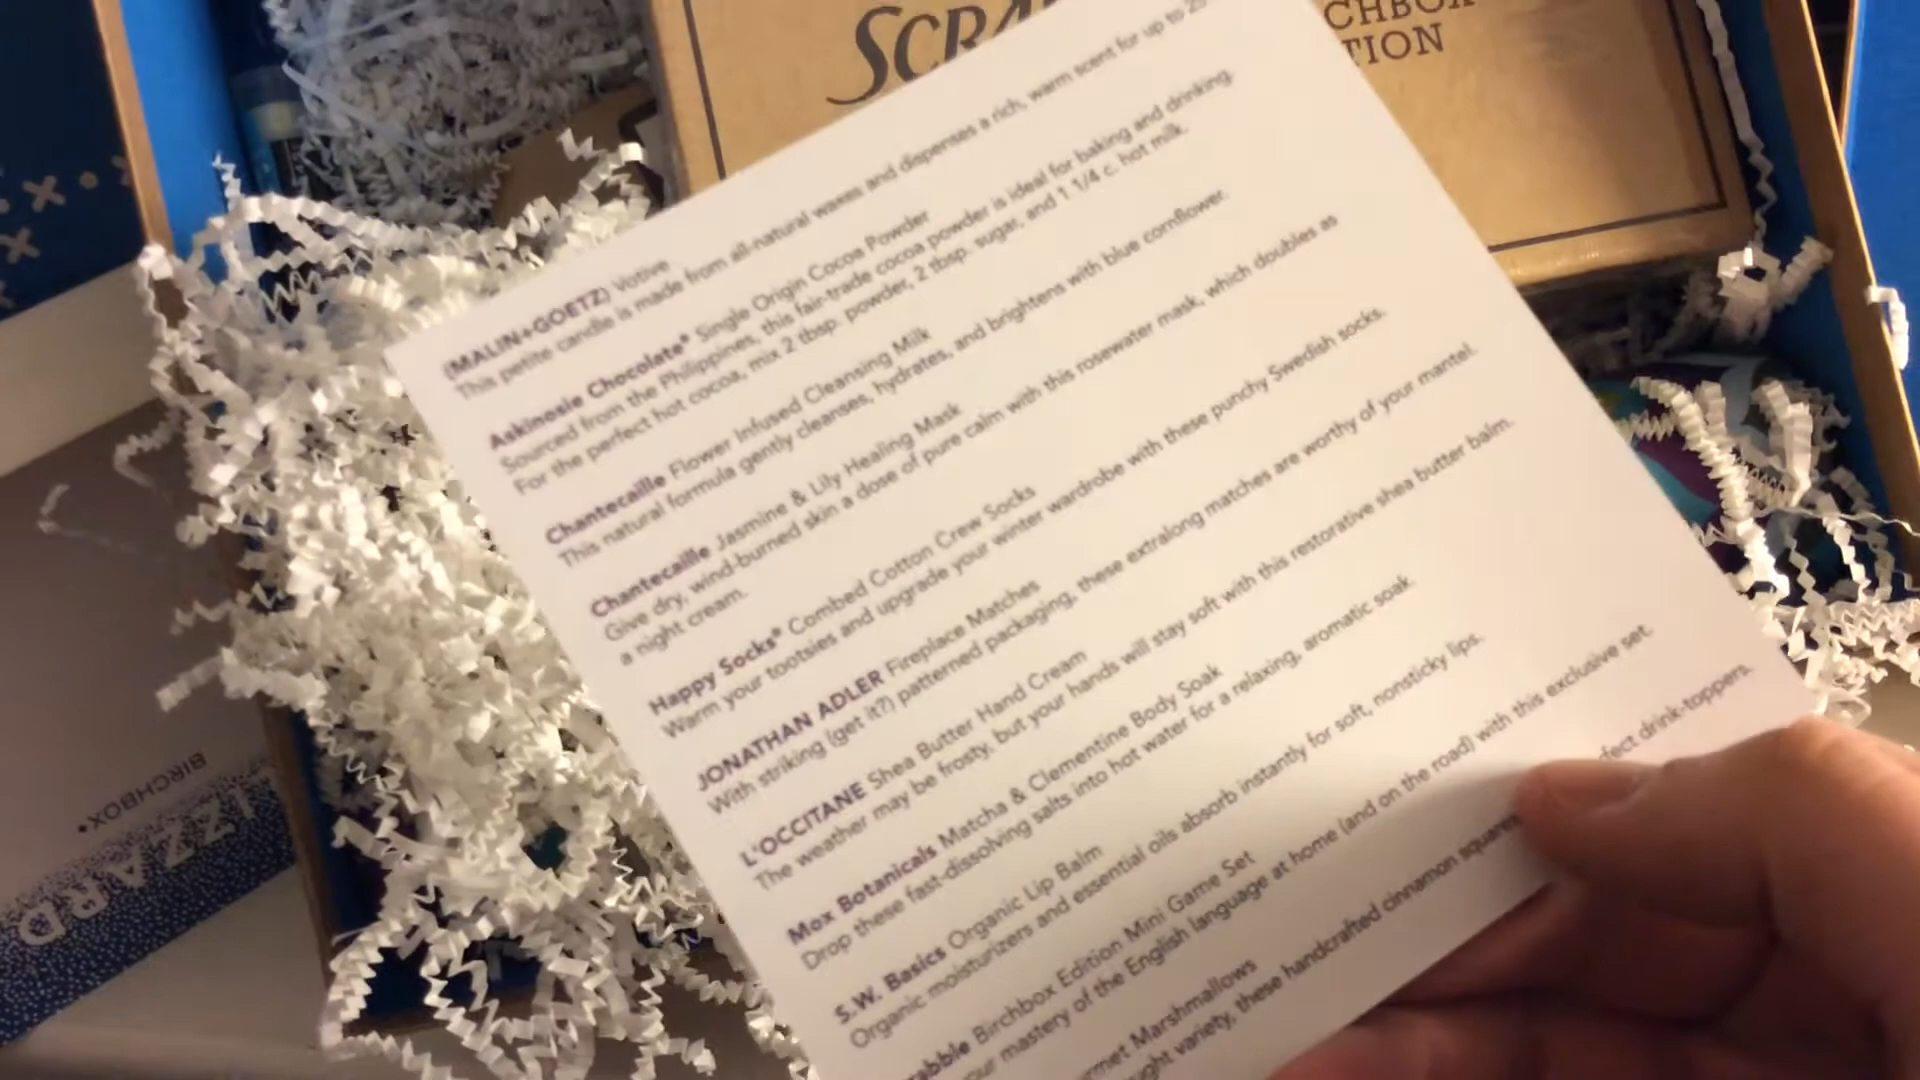 SCRA
CHBOX
TION
(MALIN+GOETZ) Votive
This petite candle is made from all-natural waxes and dispenses a rich, warm scent for up to
Askinosie Chocolate® Single Origin Cocoa Powder
Sourced from the Philippines, this fair-trade cocoa powder is ideal for baking and drinking.
For the perfect hot cocoa, mix 2 tbsp. powder, 2 tbsp. sugar, and 1 1/4 c. hot milk.
Chantecaille Flower Infused Cleansing Milk
This natural formula gently cleanses, hydrates, and brightens with blue cornflower.
Chantecaille Jasmine & Lily Healing Mask
Give dry, wind-burned skin a dose of pure calm with this rosewater mask, which doubles as
a night cream.
Happy Socks® Combed Cotton Crew Socks
Warm your tootsies and upgrade your winter wardrobe with these punchy Swedish socks.
JONATHAN ADLER Fireplace Matches
With striking (get it?) patterned packaging, these extralong matches are worthy of your mantel.
L'OCCITANE Shea Butter Hand Cream
The weather may be frosty, but your hands will stay soft with this restorative shea butter balm.
Mox Botanicals Matcha & Clementine Body Soak
Drop these fast-dissolving salts into hot water for a relaxing, aromatic soak.
S.W. Basics Organic Lip Balm
Organic moisturizers and essential oils absorb instantly for soft, nonsticky lips.
rabble Birchbox Edition Mini Game Set
our mastery of the English language at home (and on the road) with this exclusive set.
rmet Marshmallows
ght variety, these handcrafted cinnamon squares fect drink-toppers.
BIRCHBOX•
IZZARD